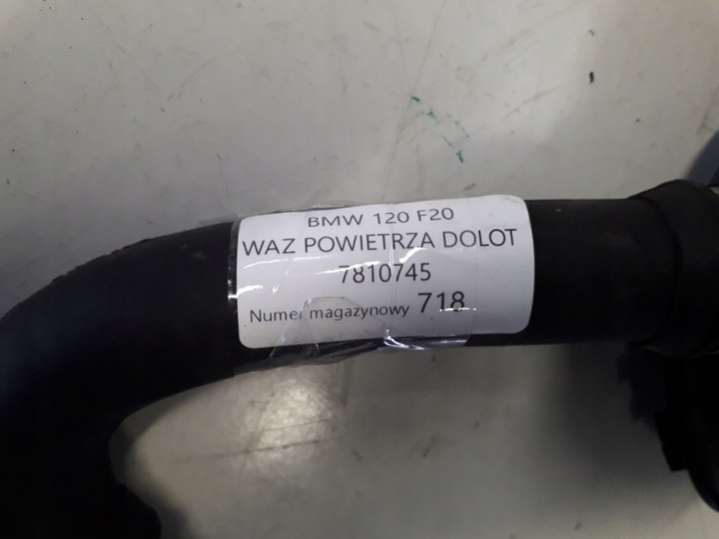 BMW 120 F20
WAZ POWIETRZA DOLOT
7810745
Numer magazynowy 718